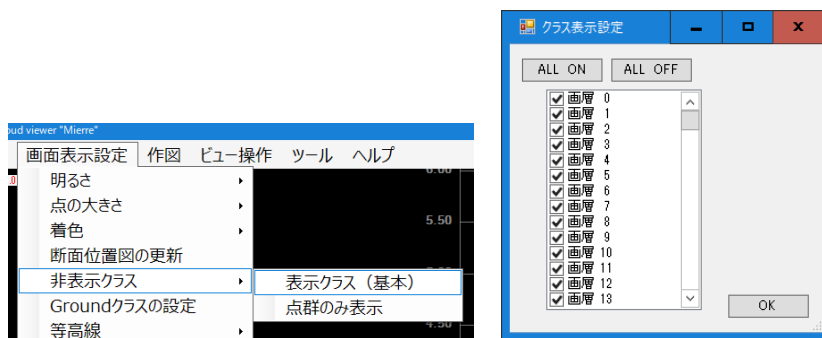 oud viewer "Mierre"
画面表示設定 作図 ビュー操作 ツール ヘルプ
明るさ
点の大きさ
着色
断面位置図の更新
非表示クラス
Groundクラスの設定
等高線
表示クラス（基本）
点群のみ表示
6.00
5.50
4.50
クラス表示設定
ALL ON ALL OFF
画層 0
画層 1
画層 2
画層 3
画層 4
画層 5
画層 6
画層 7
画層 8
画層 9
画層 10
画層 11
画層 12
画層 13
OK